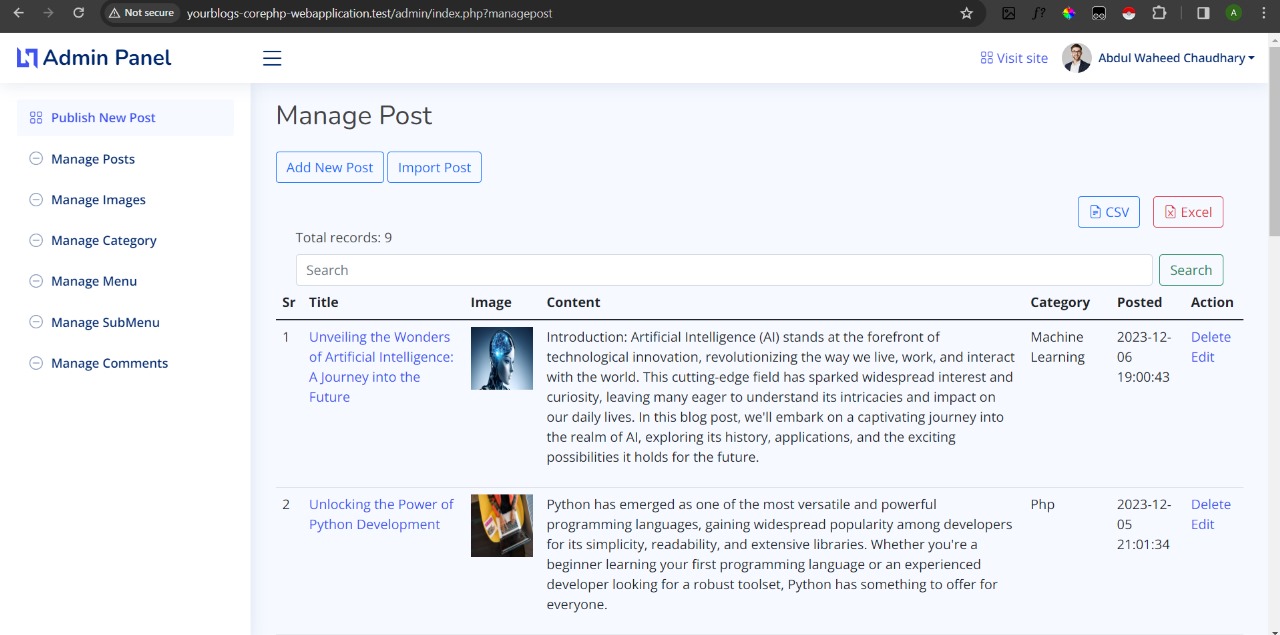 Not secure yourblogs-corephp-webapplication.test/admin/index.php?managepost
f?
A
Admin Panel
Visit site
Abdul Waheed Chaudhary
Publish New Post
Manage Posts
Manage Images
Manage Category
Manage Menu
Manage SubMenu
Manage Comments
Manage Post
Add New Post Import Post
CSV Excel
Total records: 9
Search Search
Sr Title Image Content Category Posted Action
1
Unveiling the Wonders
of Artificial Intelligence:
A Journey into the
Future
Introduction: Artificial Intelligence (AI) stands at the forefront of
technological innovation, revolutionizing the way we live, work, and interact
with the world. This cutting-edge field has sparked widespread interest and
curiosity, leaving many eager to understand its intricacies and impact on
our daily lives. In this blog post, we'll embark on a captivating journey into
the realm of AI, exploring its history, applications, and the exciting
possibilities it holds for the future.
Machine
Learning
2023-12-
06
19:00:43
Delete
Edit
2
Unlocking the Power of
Python Development
Python has emerged as one of the most versatile and powerful
programming languages, gaining widespread popularity among developers
for its simplicity, readability, and extensive libraries. Whether you're a
beginner learning your first programming language or an experienced
developer looking for a robust toolset, Python has something to offer for
everyone.
Php
2023-12-
05
21:01:34
Delete
Edit